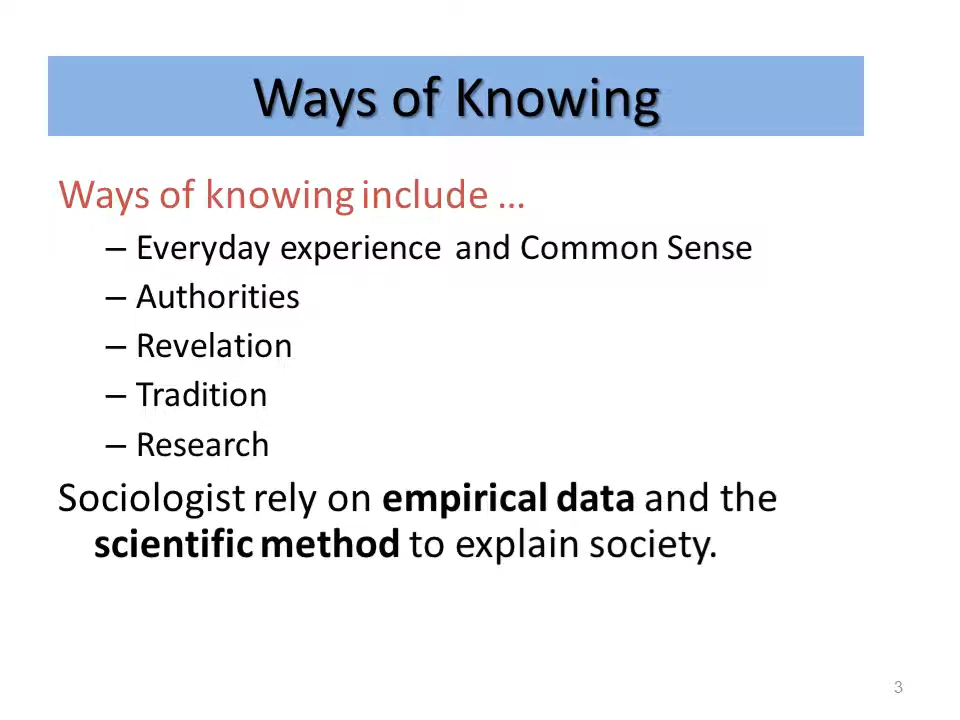 Ways of Knowing
Ways of knowing include …
– Everyday experience and Common Sense
– Authorities
– Revelation
– Tradition
– Research
Sociologist rely on empirical data and the
scientific method to explain society.
3